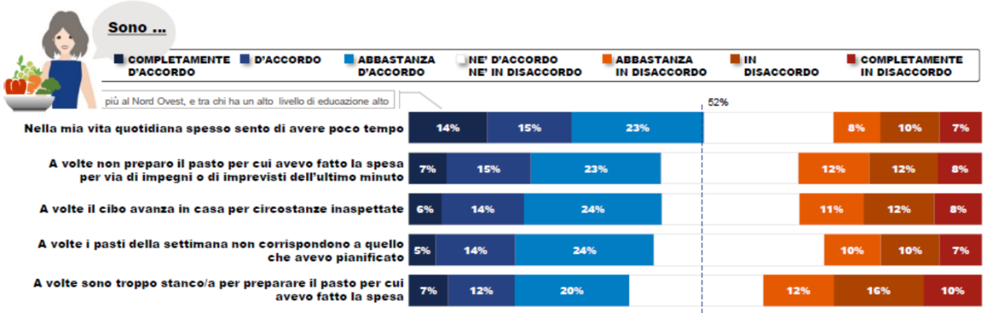 Sono ...
COMPLETAMENTE D'ACCORDO
D'ACCORDO
ABBASTANZA D'ACCORDO
NE' D'ACCORDO NE' IN DISACCORDO
ABBASTANZA IN DISACCORDO
IN DISACCORDO
COMPLETAMENTE IN DISACCORDO
più al Nord Ovest, e tra chi ha un alto livello di educazione alto
52%
Nella mia vita quotidiana spesso sento di avere poco tempo
14% 15% 23% 8% 10% 7%
A volte non preparo il pasto per cui avevo fatto la spesa
per via di impegni o di imprevisti dell'ultimo minuto
7% 15% 23% 12% 12% 8%
A volte il cibo avanza in casa per circostanze inaspettate
6% 14% 24% 11% 12% 8%
A volte i pasti della settimana non corrispondono a quello
che avevo pianificato
5% 14% 24% 10% 10% 7%
A volte sono troppo stanco/a per preparare il pasto per cui
avevo fatto la spesa
7% 12% 20% 12% 16% 10%